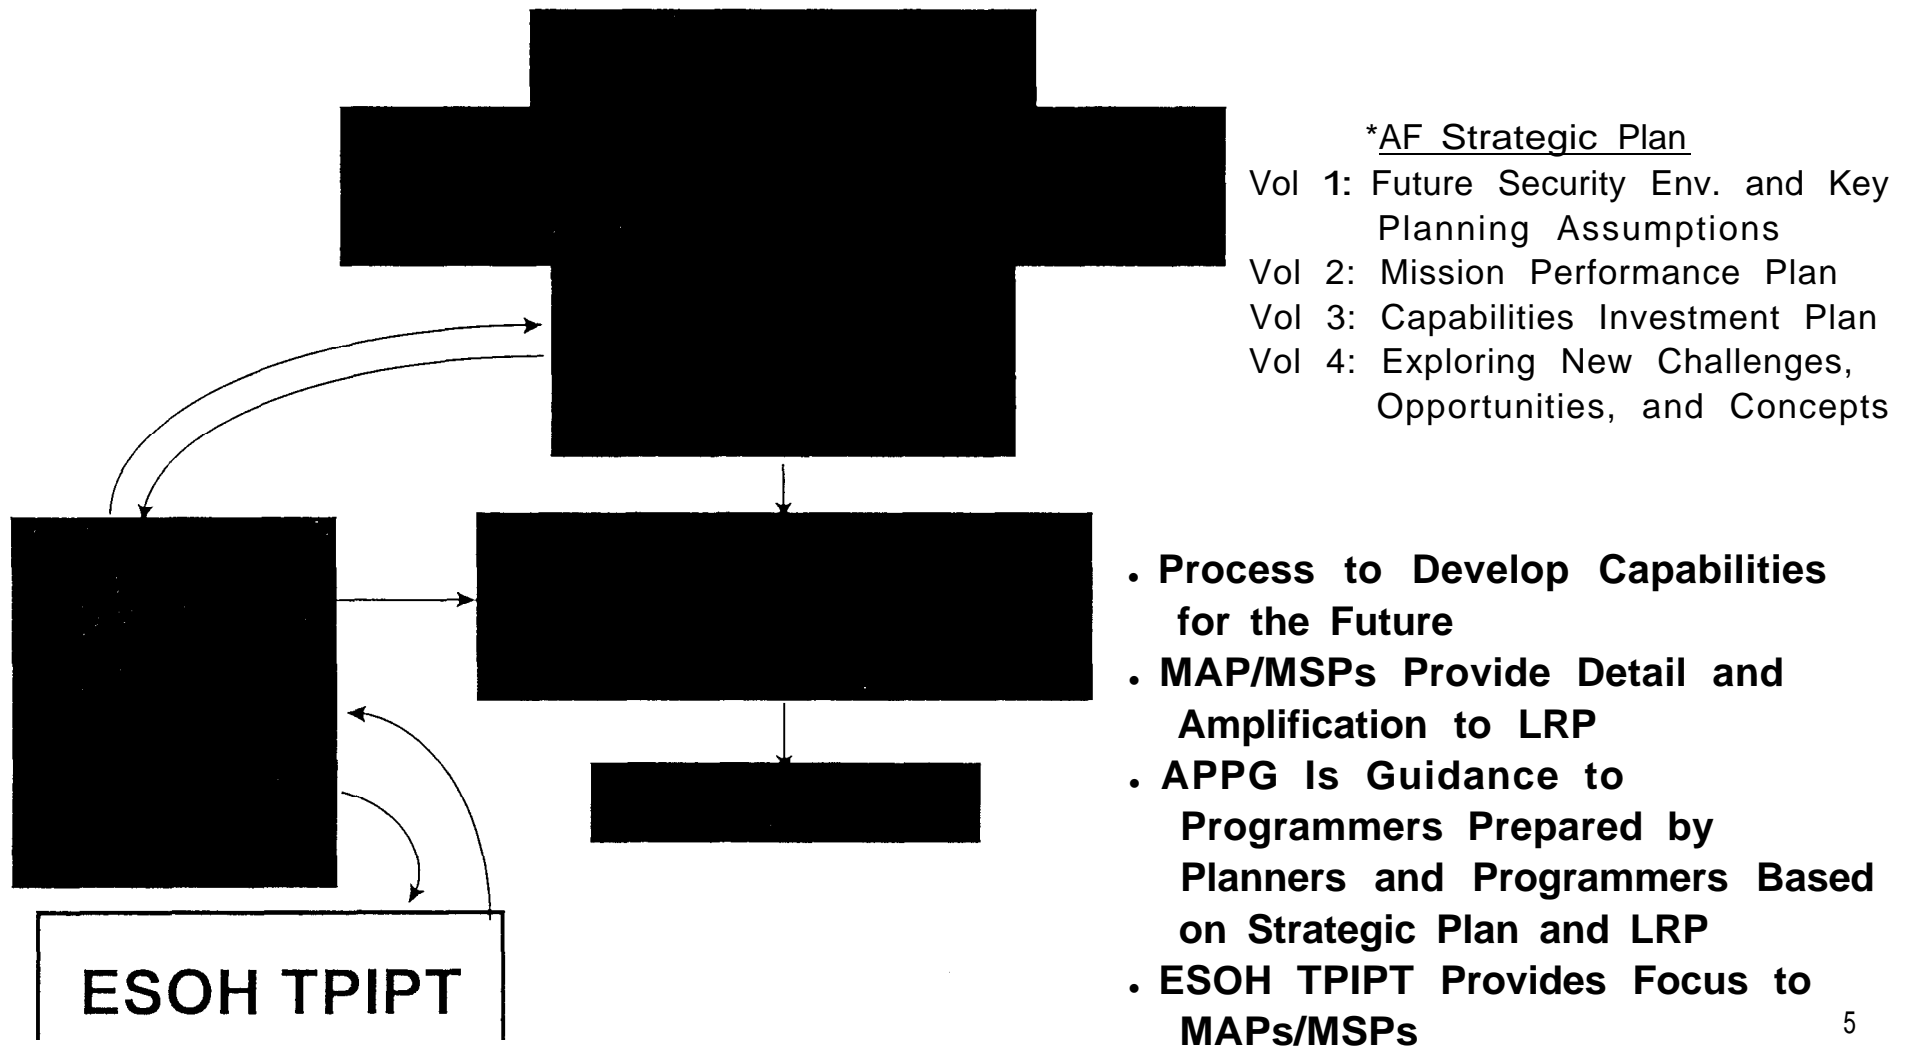 *AF Strategic Plan
Vol 1: Future Security Env. and Key
Planning Assumptions
Vol 2: Mission Performance Plan
Vol 3: Capabilities Investment Plan
Vol 4: Exploring New Challenges,
Opportunities, and Concepts
• Process to Develop Capabilities
for the Future
• MAP/MSPs Provide Detail and
Amplification to LRP
• APPG Is Guidance to
Programmers Prepared by
Planners and Programmers Based
on Strategic Plan and LRP
• ESOH TPIPT Provides Focus to
MAPs/MSPs
ESOH TPIPT
5